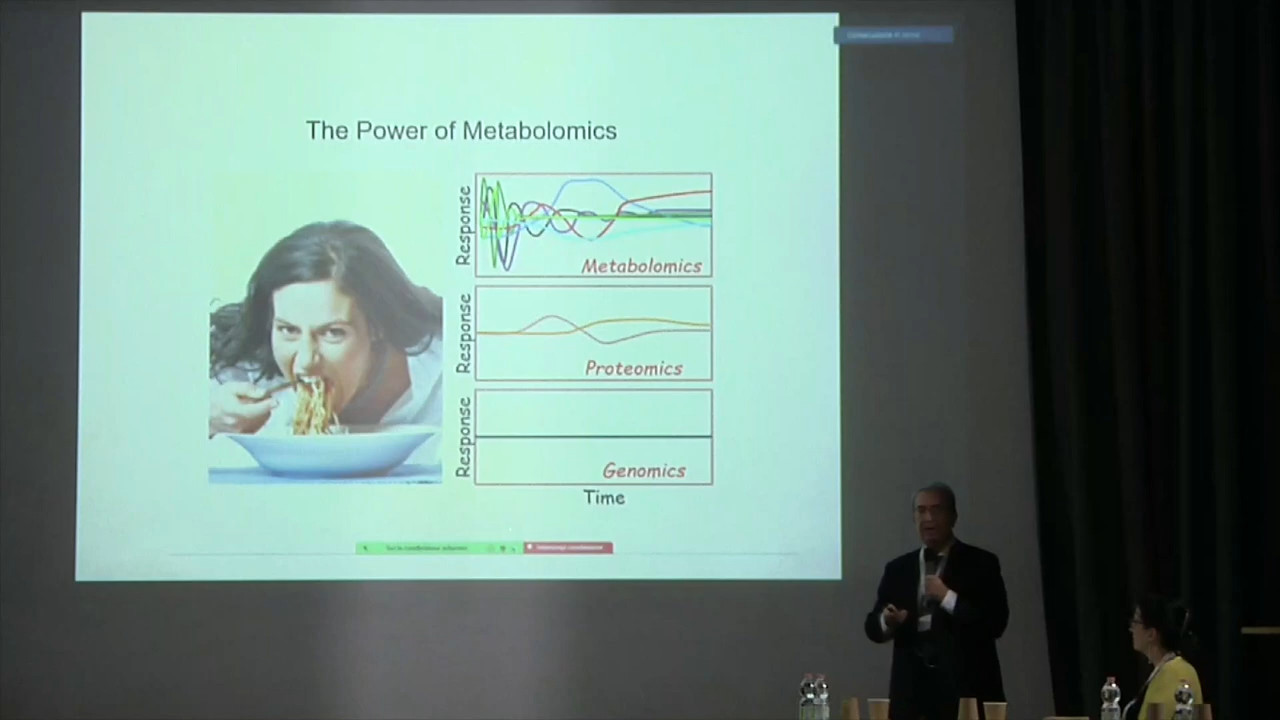 The Power of Metabolomics
Response
Metabolomics
Response
Proteomics
Response
Genomics
Time